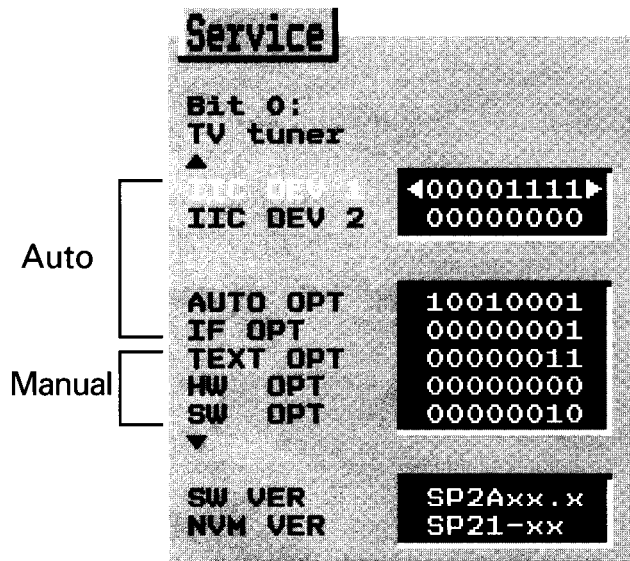 Service
Bit 0:
TV tuner
IIC DEV 1 00001111
IIC DEV 2 00000000
Auto
AUTO OPT 10010001
IF OPT 00000001
TEXT OPT 00000011
Manual
HW OPT 00000000
SW OPT 00000010
SW VER SP2Axx.x
NVM VER SP21-xx